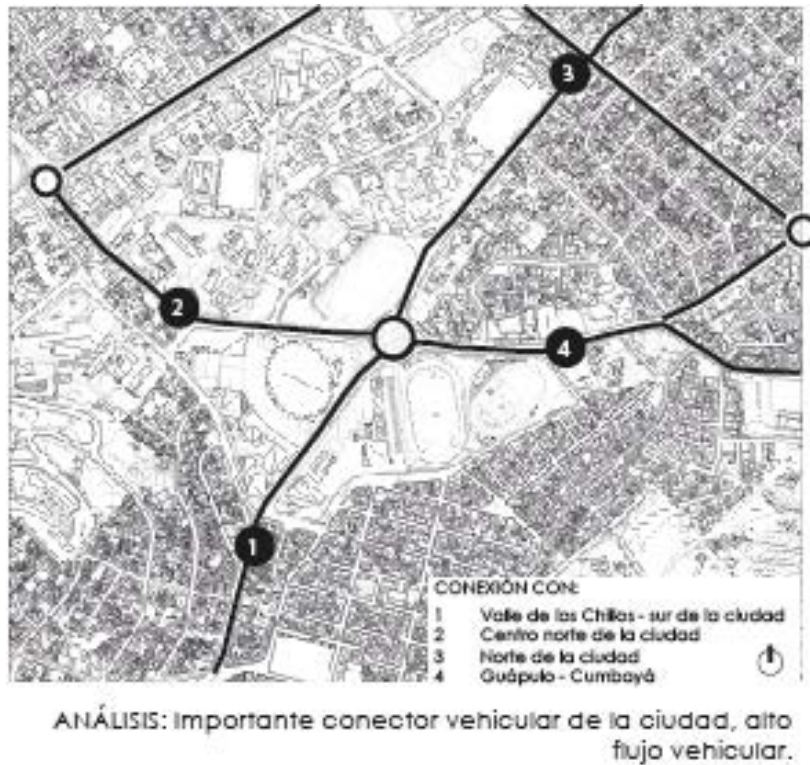 3
2
4
1
CONEXIÓN CON:
1 Valle de los Chillos - sur de la ciudad
2 Centro norte de la ciudad
3 Norte de la ciudad
4 Guápulo - Cumbayá
ANÁLISIS: Importante conector vehicular de la ciudad, alto
flujo vehicular.